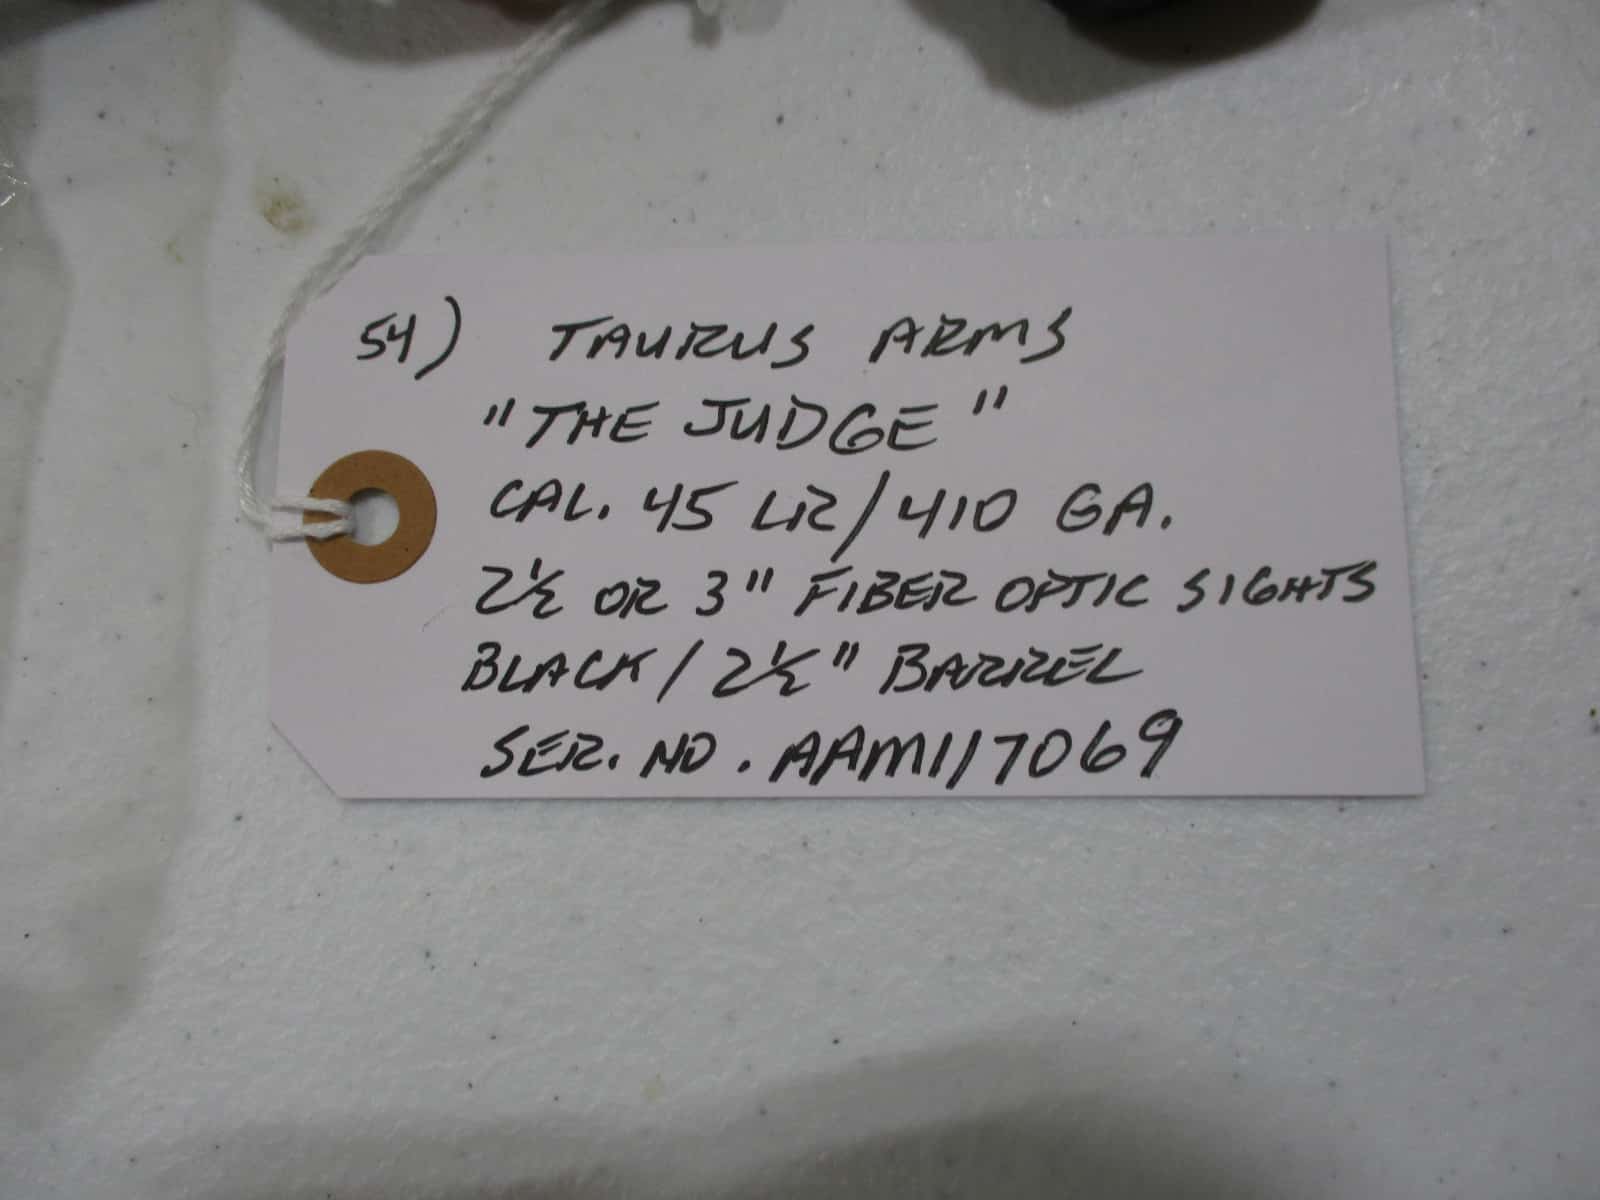 54) TAURUS ARMS
"THE JUDGE"
CAL. 45 LR/410 GA.
2½ OR 3" FIBER OPTIC SIGHTS
BLACK/2½" BARREL
SER. NO. AAM117069